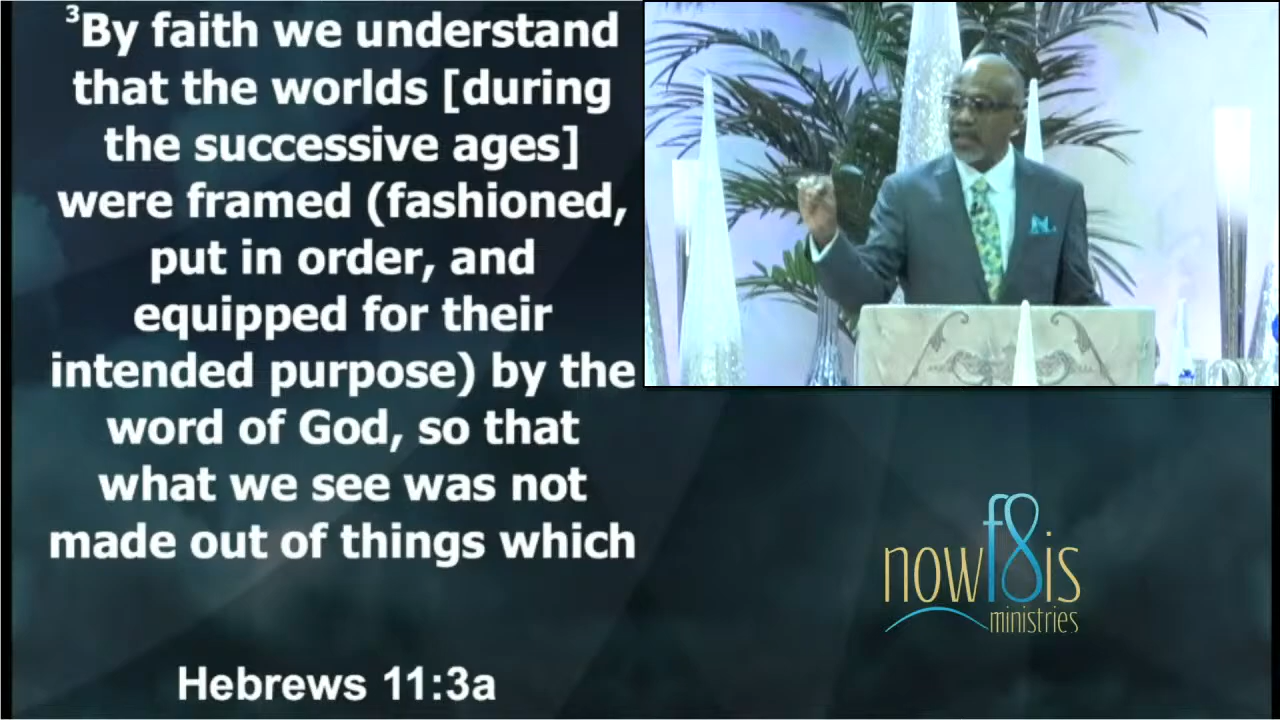 ³By faith we understand
that the worlds [during
the successive ages]
were framed (fashioned,
put in order, and
equipped for their
intended purpose) by the
word of God, so that
what we see was not
made out of things which
Hebrews 11:3a
nowf8is
ministries